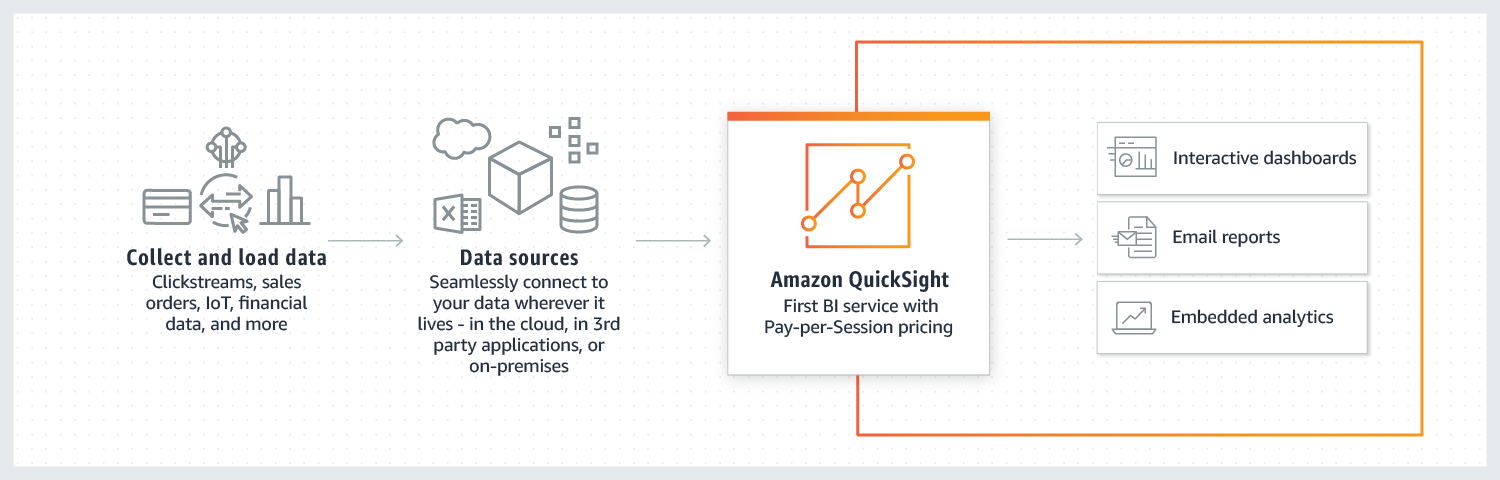 Collect and load data
Clickstreams, sales
orders, IoT, financial
data, and more
Data sources
Seamlessly connect to
your data wherever it
lives - in the cloud, in 3rd
party applications, or
on-premises
Amazon QuickSight
First BI service with
Pay-per-Session pricing
Interactive dashboards
Email reports
Embedded analytics